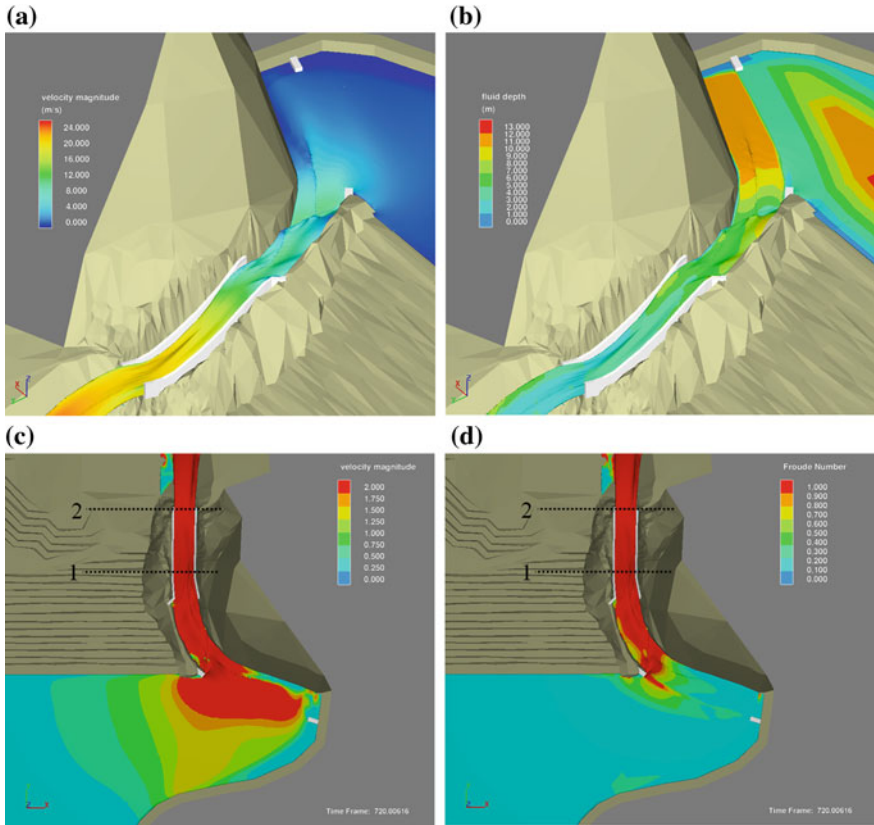 (a)
velocity magnitude
(m/s)
24.000
20.000
16.000
12.000
8.000
4.000
0.000
X
Z
Y
(b)
fluid depth
(m)
13.000
12.000
11.000
10.000
9.000
8.000
7.000
6.000
5.000
4.000
3.000
2.000
1.000
0.000
X
Z
Y
(c)
velocity magnitude
2.000
1.750
1.500
1.250
1.000
0.750
0.500
0.250
0.000
2
1
Z
X
Time Frame: 720.00616
(d)
Froude Number
1.000
0.900
0.800
0.700
0.600
0.500
0.400
0.300
0.200
0.100
0.000
2
1
Z
X
Time Frame: 720.00616